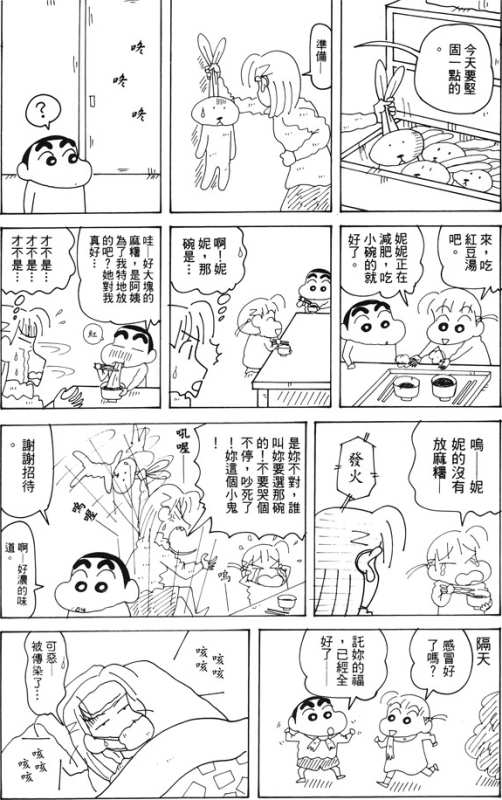 今天要堅
固一點的
。
準備—
咚
咚
咚
?
來，吃
紅豆湯
吧。
妮妮正在
減肥，吃
小碗的就
好了。
啊！妮
妮，那
碗是…
哇—好大塊的
麻糬，是阿姨
為了我特地放
的吧？她對我
真好…
紅
才不是…
才不是…
才不是…
嗚—妮
妮的沒有
放麻糬—
發火
是妳不對，誰
叫妳要選那碗
的！不要哭個
不停，吵死了
！妳這個小鬼
！
嗚
吼
喔—
嗚
喔
謝謝招待
。
啊，好濃的味
道。
隔天
感冒好
了嗎？
託妳的福
，已經全
好了—
咳
咳
咳
可惡—
被傳染了…
咳
咳
咳
咳